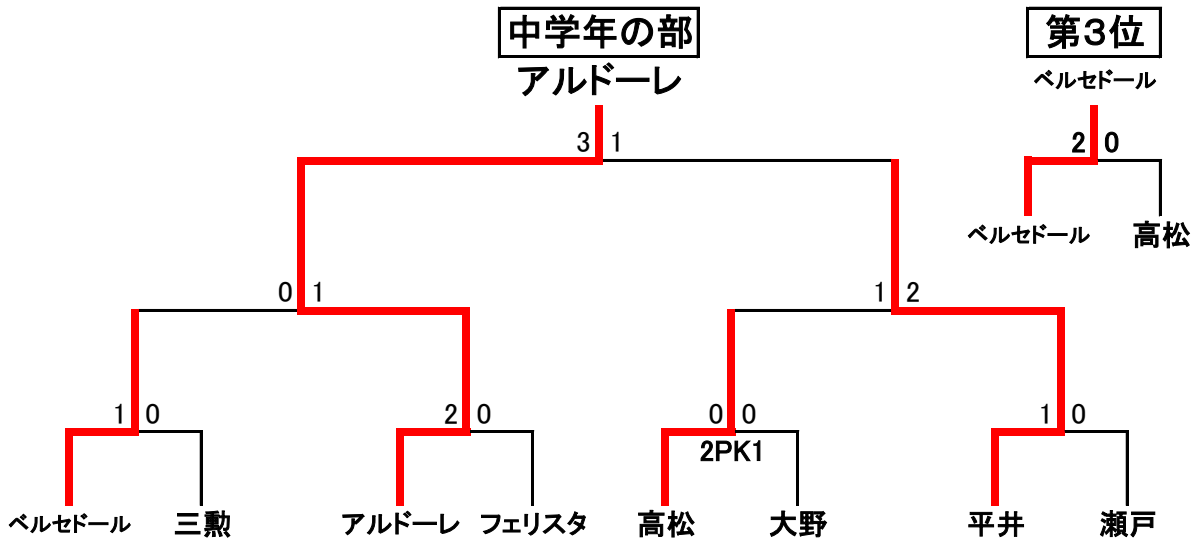 中学年の部
アルドーレ
第3位
ベルセドール
3 1
2 0
ベルセドール 高松
0 1
1 2
1 0
2 0
0 0
2PK1
1 0
ベルセドール 三勲 アルドーレ フェリスタ 高松 大野 平井 瀬戸